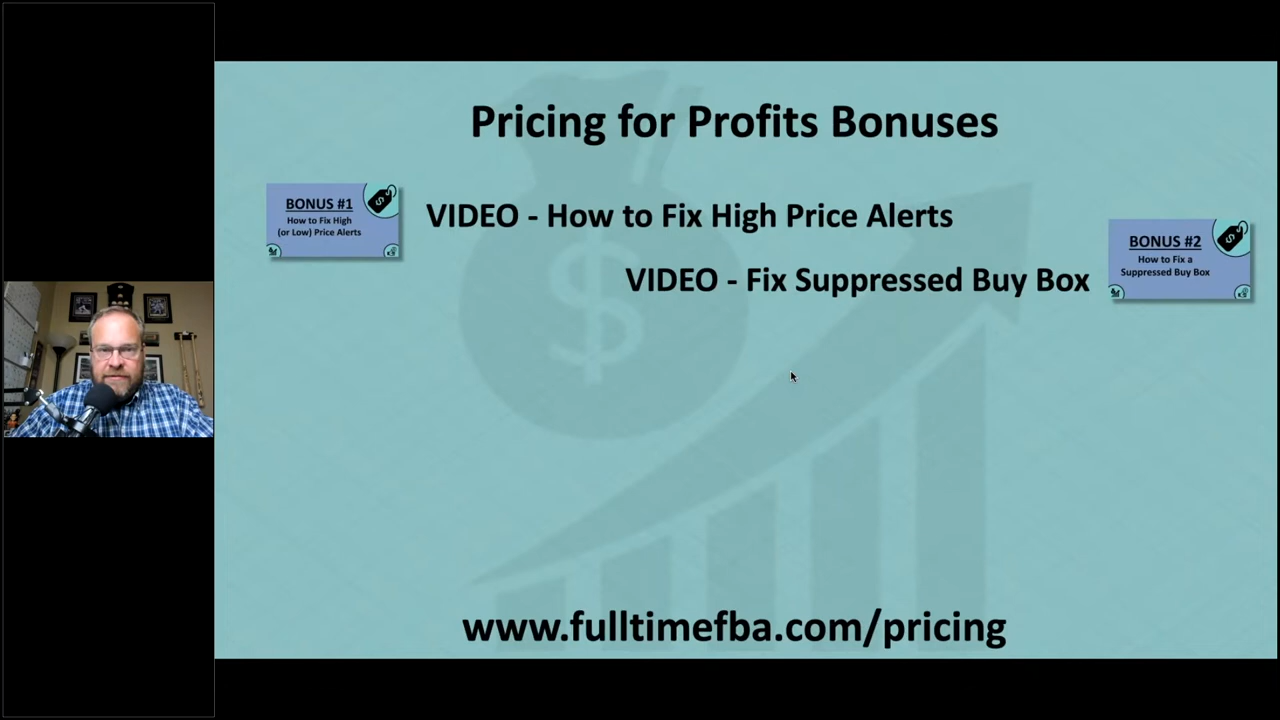 Pricing for Profits Bonuses
BONUS #1
How to Fix High
(or Low) Price Alerts
VIDEO - How to Fix High Price Alerts
VIDEO - Fix Suppressed Buy Box
BONUS #2
How to Fix a
Suppressed Buy Box
www.fulltimefba.com/pricing